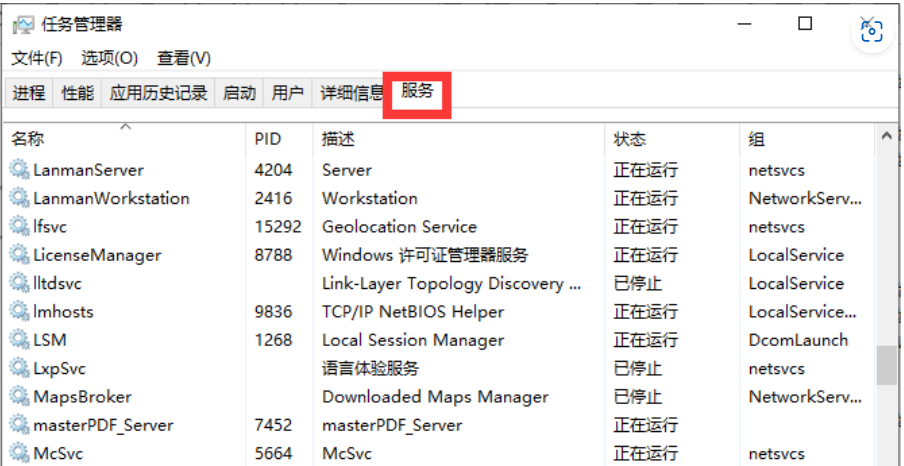 任务管理器
文件(F) 选项(O) 查看(V)
进程 性能 应用历史记录 启动 用户 详细信息 服务
名称 PID 描述 状态 组
LanmanServer 4204 Server 正在运行 netsvcs
LanmanWorkstation 2416 Workstation 正在运行 NetworkServ...
lfsvc 15292 Geolocation Service 正在运行 netsvcs
LicenseManager 8788 Windows 许可证管理器服务 正在运行 LocalService
lltdsvc Link-Layer Topology Discovery ... 已停止 LocalService
lmhosts 9836 TCP/IP NetBIOS Helper 正在运行 LocalService...
LSM 1268 Local Session Manager 正在运行 DcomLaunch
LxpSvc 语言体验服务 已停止 netsvcs
MapsBroker Downloaded Maps Manager 已停止 NetworkServ...
masterPDF_Server 7452 masterPDF_Server 正在运行
McSvc 5664 McSvc 正在运行 netsvcs